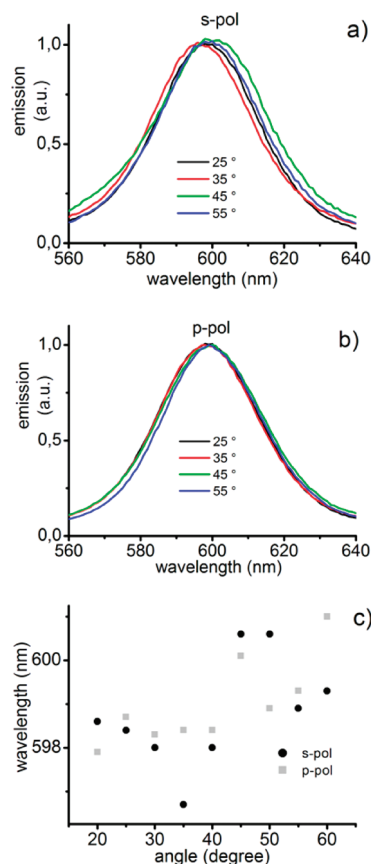 s-pol
a)
1,0
0,5
0,0
emission
(a.u.)
25 °
35 °
45 °
55 °
560 580 600 620 640
wavelength (nm)
p-pol
b)
1,0
0,5
0,0
emission
(a.u.)
25 °
35 °
45 °
55 °
560 580 600 620 640
wavelength (nm)
c)
600
598
wavelength (nm)
s-pol
p-pol
20 30 40 50 60
angle (degree)